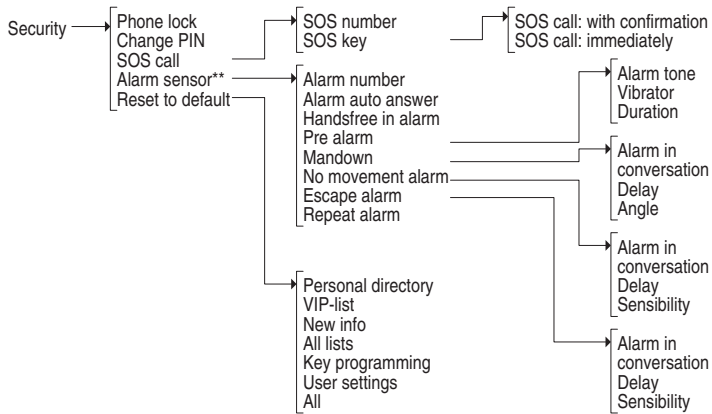 Security
Phone lock
Change PIN
SOS call
Alarm sensor**
Reset to default
SOS number
SOS key
SOS call: with confirmation
SOS call: immediately
Alarm number
Alarm auto answer
Handsfree in alarm
Pre alarm
Mandown
No movement alarm
Escape alarm
Repeat alarm
Alarm tone
Vibrator
Duration
Alarm in
conversation
Delay
Angle
Alarm in
conversation
Delay
Sensibility
Alarm in
conversation
Delay
Sensibility
Personal directory
VIP-list
New info
All lists
Key programming
User settings
All